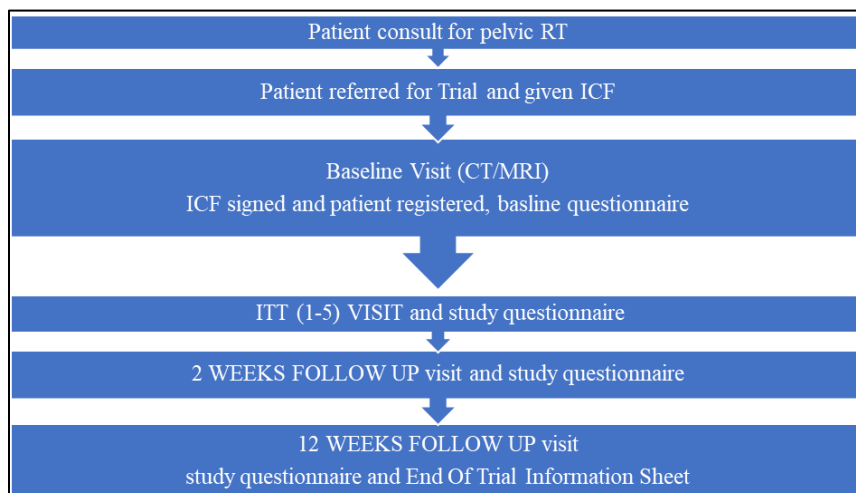 Patient consult for pelvic RT
Patient referred for Trial and given ICF
Baseline Visit (CT/MRI)
ICF signed and patient registered, basline questionnaire
ITT (1-5) VISIT and study questionnaire
2 WEEKS FOLLOW UP visit and study questionnaire
12 WEEKS FOLLOW UP visit
study questionnaire and End Of Trial Information Sheet